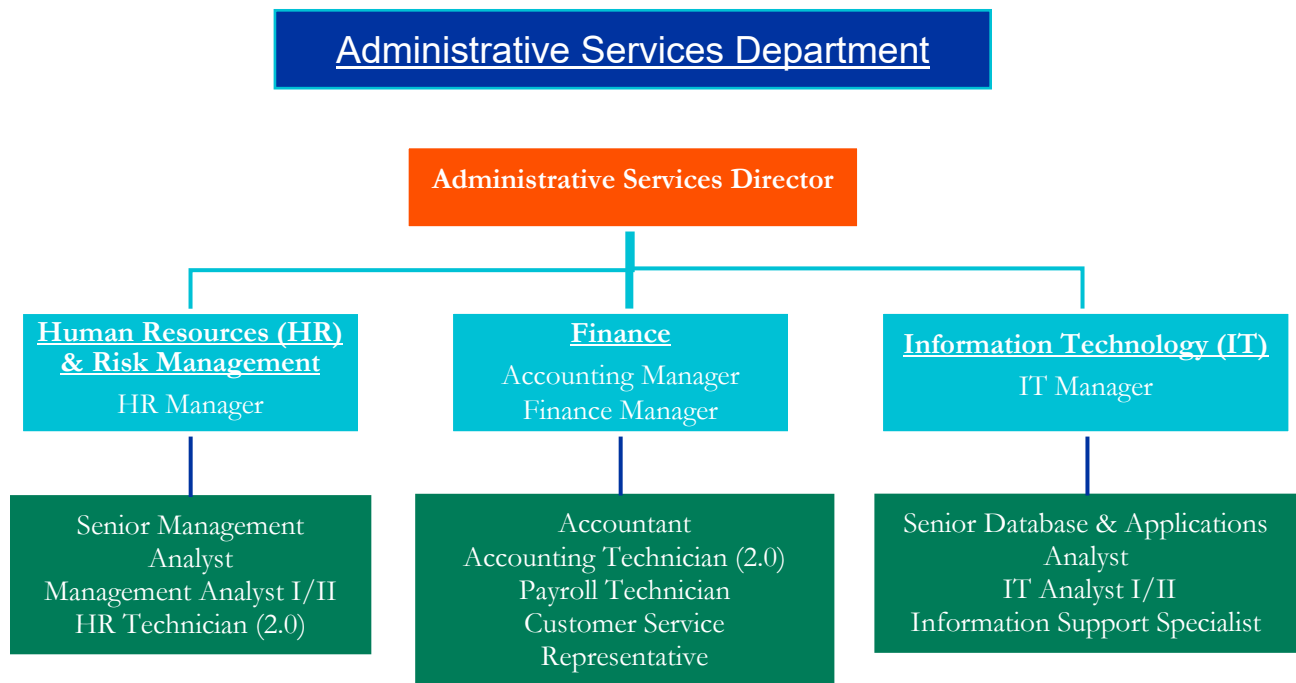 Administrative Services Department
Administrative Services Director
Human Resources (HR)
& Risk Management
HR Manager
Finance
Accounting Manager
Finance Manager
Information Technology (IT)
IT Manager
Senior Management
Analyst
Management Analyst I/II
HR Technician (2.0)
Accountant
Accounting Technician (2.0)
Payroll Technician
Customer Service
Representative
Senior Database & Applications
Analyst
IT Analyst I/II
Information Support Specialist